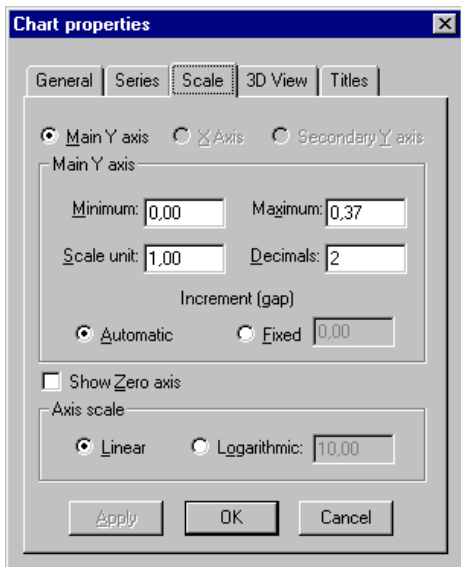 Chart properties
General Series Scale 3D View Titles
Main Y axis X Axis Secondary Y axis
Main Y axis
Minimum: 0,00 Maximum: 0,37
Scale unit: 1,00 Decimals: 2
Increment (gap)
Automatic Fixed 0,00
Show Zero axis
Axis scale
Linear Logarithmic: 10,00
Apply OK Cancel